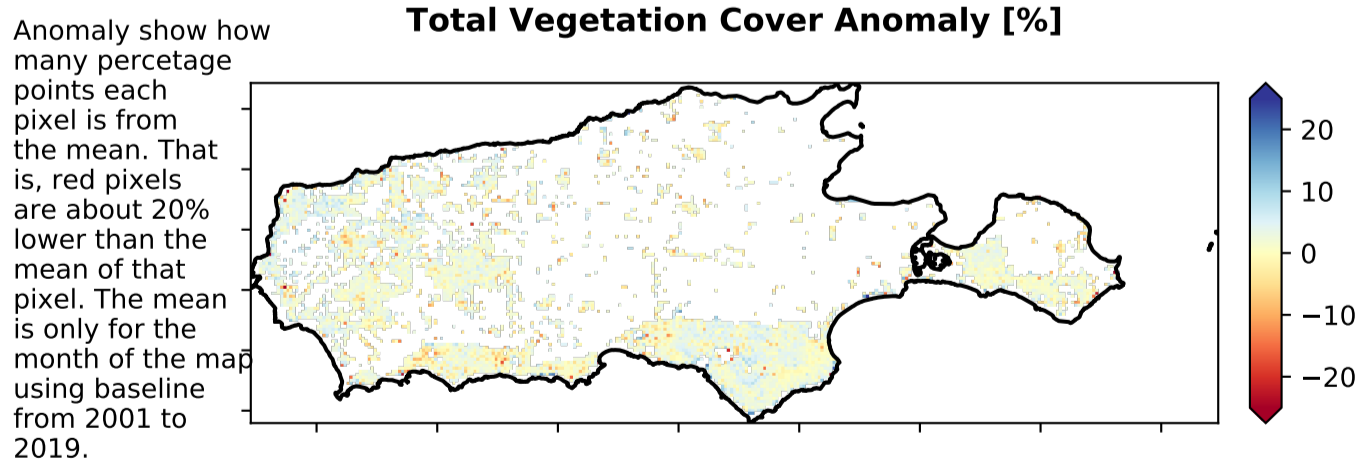 Total Vegetation Cover Anomaly [%]
Anomaly show how
many percetage
points each
pixel is from
the mean. That
is, red pixels
are about 20%
lower than the
mean of that
pixel. The mean
is only for the
month of the map
using baseline
from 2001 to
2019.
20
10
0
−10
−20